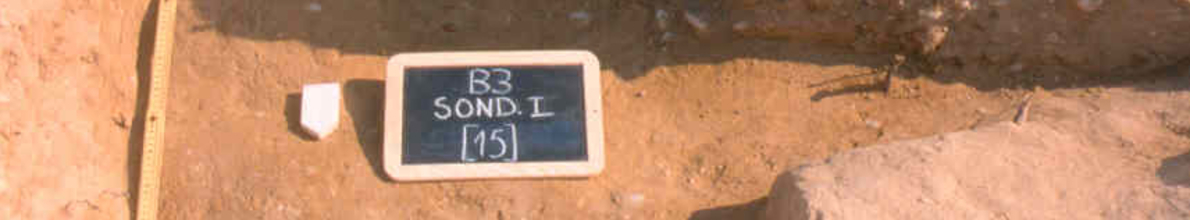 B3
SOND. I
[15]